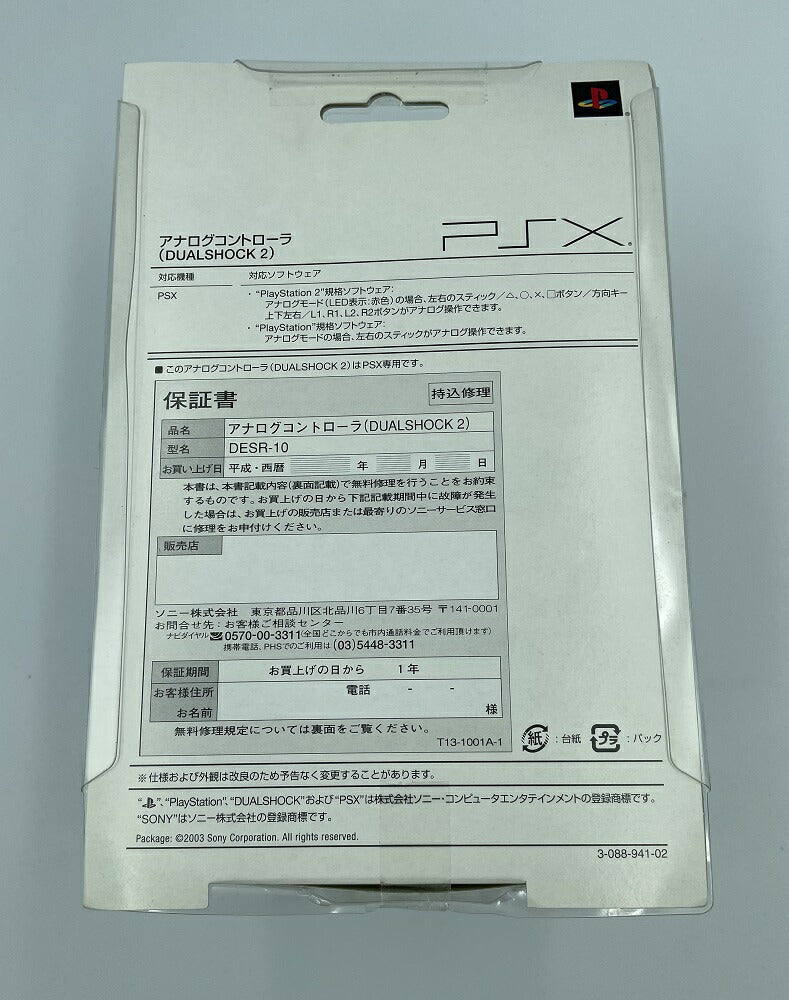 PSX
アナログコントローラ
(DUALSHOCK 2)
対応機種
対応ソフトウェア
PSX
・“PlayStation 2”規格ソフトウェア:
アナログモード(LED表示:赤色)の場合、左右のスティック/△、○、×、□ボタン/方向キー
上下左右/L1、R1、L2、R2ボタンがアナログ操作できます。
・“PlayStation”規格ソフトウェア:
アナログモードの場合、左右のスティックがアナログ操作できます。
■ このアナログコントローラ(DUALSHOCK 2)はPSX専用です。
保証書
持込修理
品名 アナログコントローラ(DUALSHOCK 2)
型名 DESR-10
お買い上げ日 平成・西暦 年 月 日
本書は、本書記載内容(裏面記載)で無料修理を行うことをお約束
するものです。お買上げの日から下記記載期間中に故障が発生
した場合は、お買上げの販売店または最寄りのソニーサービス窓口
に修理をお申付けください。
販売店
ソニー株式会社 東京都品川区北品川6丁目7番35号 〒141-0001
お問合せ先:お客様ご相談センター
ナビダイヤル 0570-00-3311(全国どこからでも市内通話料金でご利用頂けます)
携帯電話、PHSでのご利用は (03)5448-3311
保証期間 お買上げの日から 1年
お客様住所 電話 - -
お名前 様
無料修理規定については裏面をご覧ください。
T13-1001A-1
紙 :台紙 プラ :パック
※仕様および外観は改良のため予告なく変更することがあります。
“ ”、“PlayStation”、“DUALSHOCK”および“PSX”は株式会社ソニー・コンピュータエンタテインメントの登録商標です。
“SONY”はソニー株式会社の登録商標です。
Package: ©2003 Sony Corporation. All rights reserved.
3-088-941-02